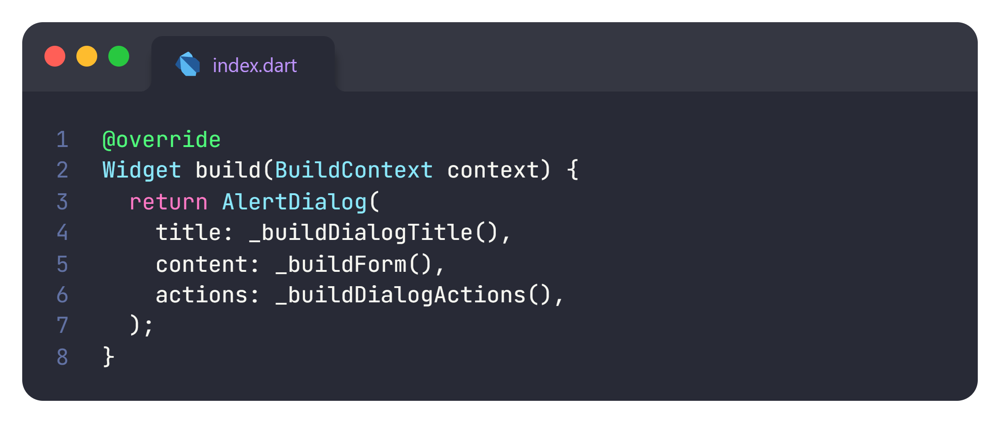 index.dart
1 @override
2 Widget build(BuildContext context) {
3   return AlertDialog(
4     title: _buildDialogTitle(),
5     content: _buildForm(),
6     actions: _buildDialogActions(),
7   );
8 }